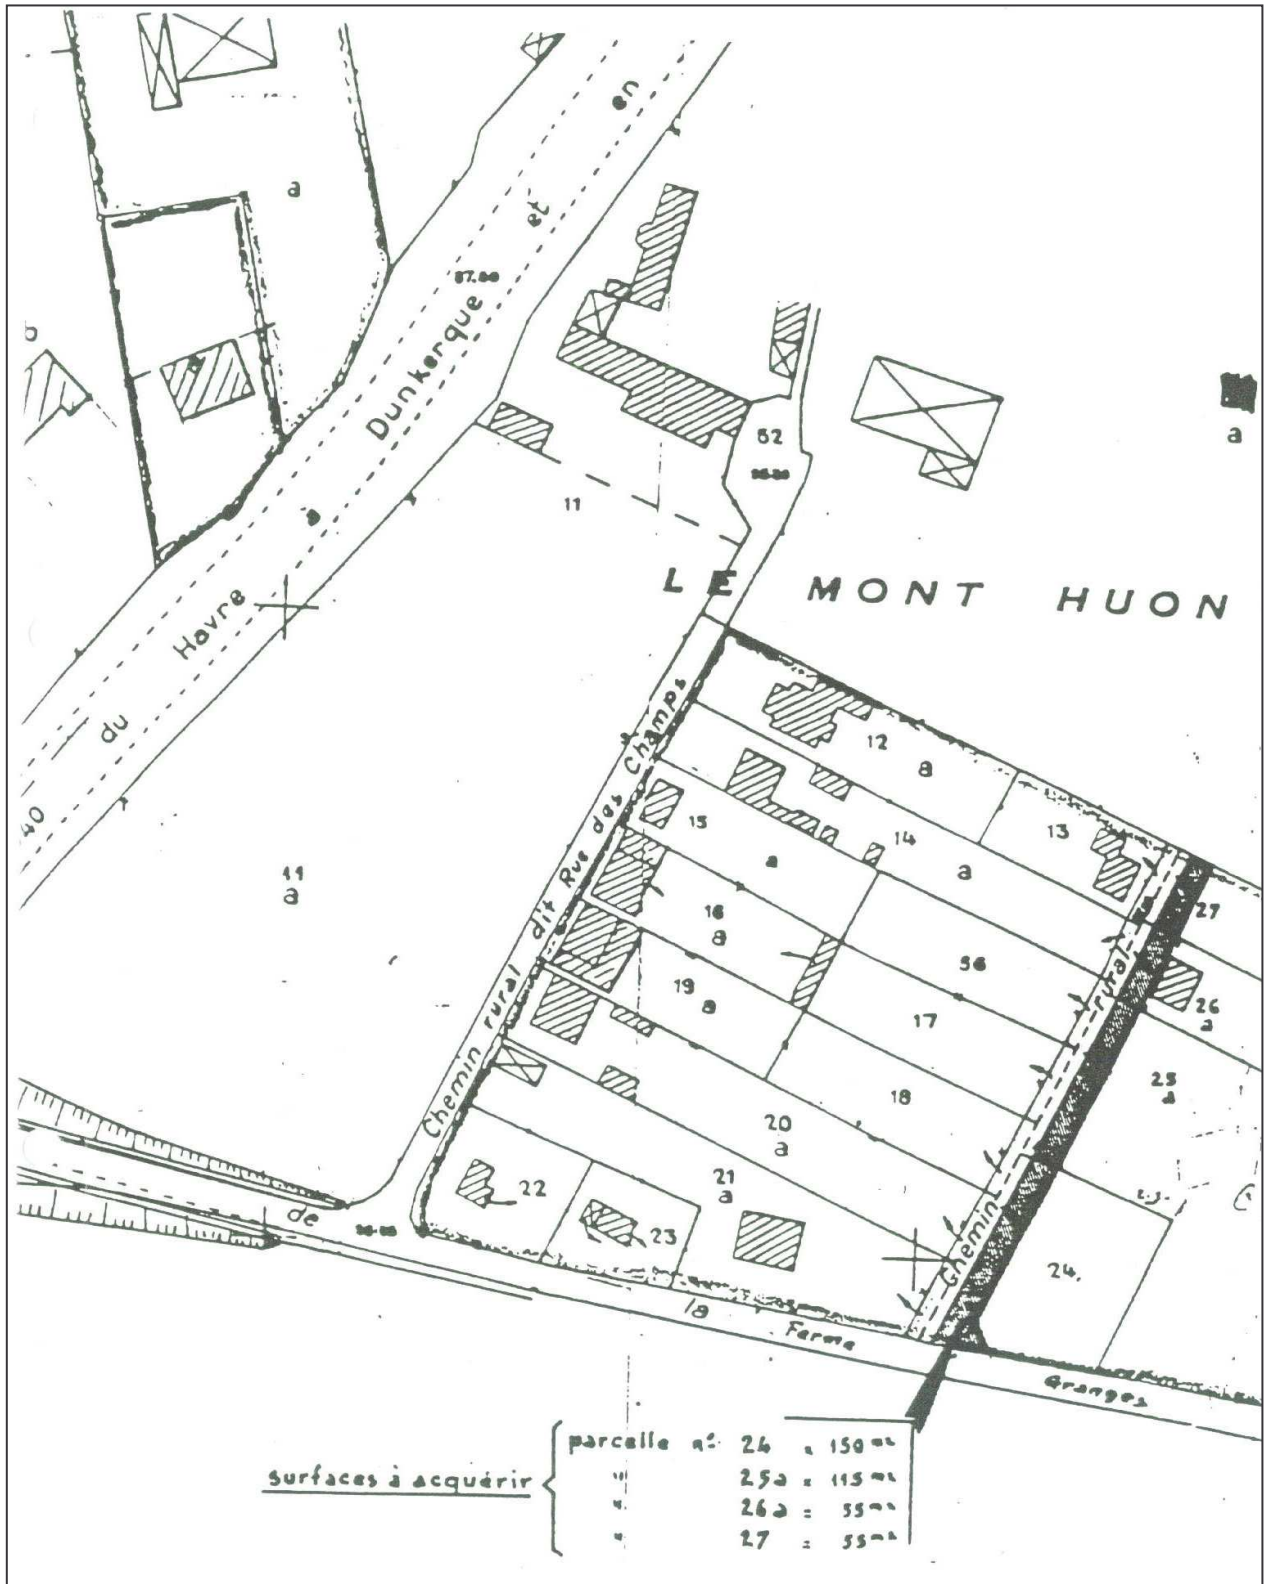 a
en
et
Dunkerque
à
Havre
du
40
b
a
52
11
LE MONT HUON
11
a
Chemin rural dit Rue des Champs
12
a
13
14
a
15
a
16
a
56
17
19
a
18
20
a
21
a
22
23
27
26
a
25
a
24.
Chemin rural
de
la
Ferme
Granges
surfaces à acquérir
parcelle n° 24 = 150 m²
" 25a = 115 m²
" 26a = 55 m²
" 27 = 55 m²